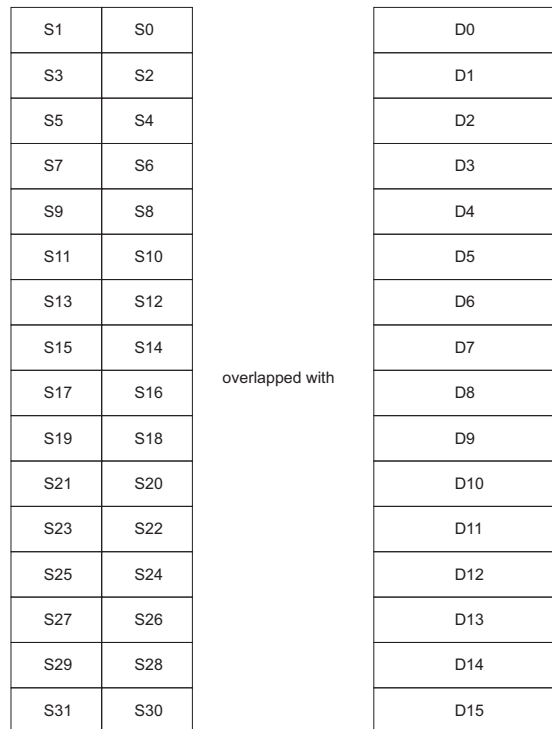 S1 S0 D0
S3 S2 D1
S5 S4 D2
S7 S6 D3
S9 S8 D4
S11 S10 D5
S13 S12 D6
S15 S14 D7
overlapped with
S17 S16 D8
S19 S18 D9
S21 S20 D10
S23 S22 D11
S25 S24 D12
S27 S26 D13
S29 S28 D14
S31 S30 D15